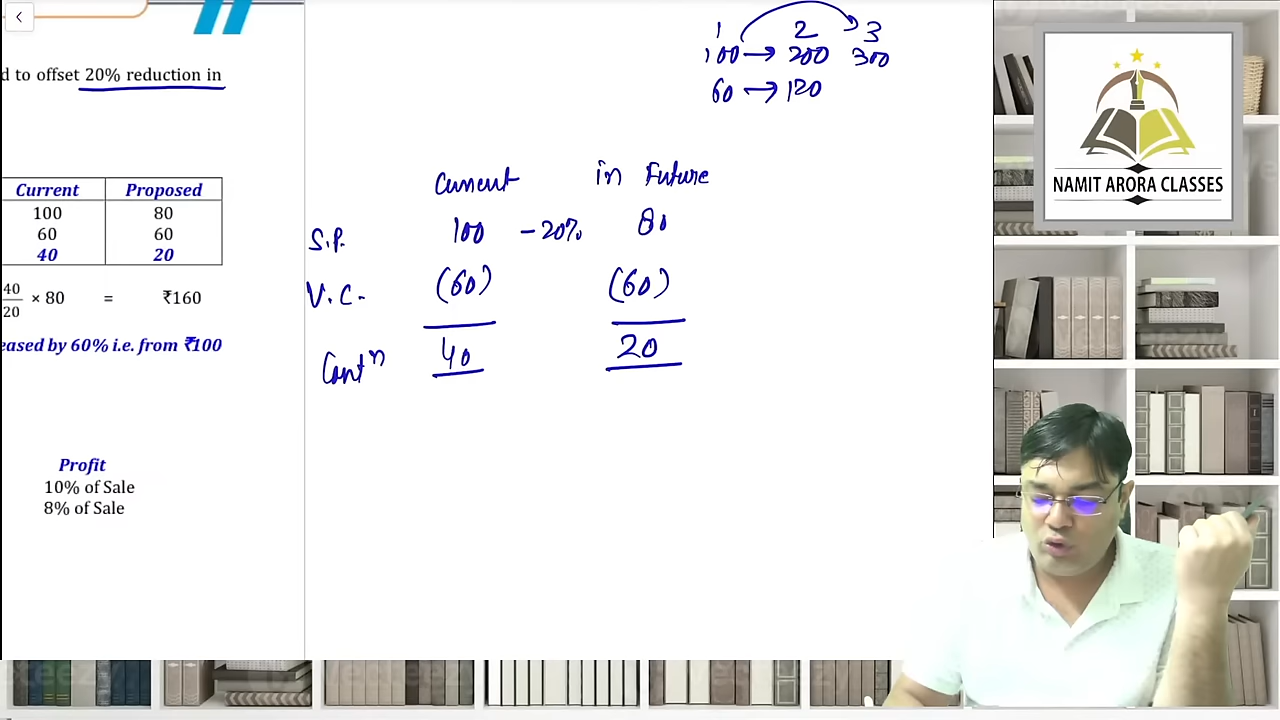 d to offset 20% reduction in
1 2 3
100 → 200 300
60 → 120
Current Proposed
100 80
60 60
40 20
40/20 × 80 = ₹160
eased by 60% i.e. from ₹100
Profit
10% of Sale
8% of Sale
Current in Future
S.P. 100 -20% 80
V.C. (60) (60)
Contⁿ 40 20
NAMIT ARORA CLASSES